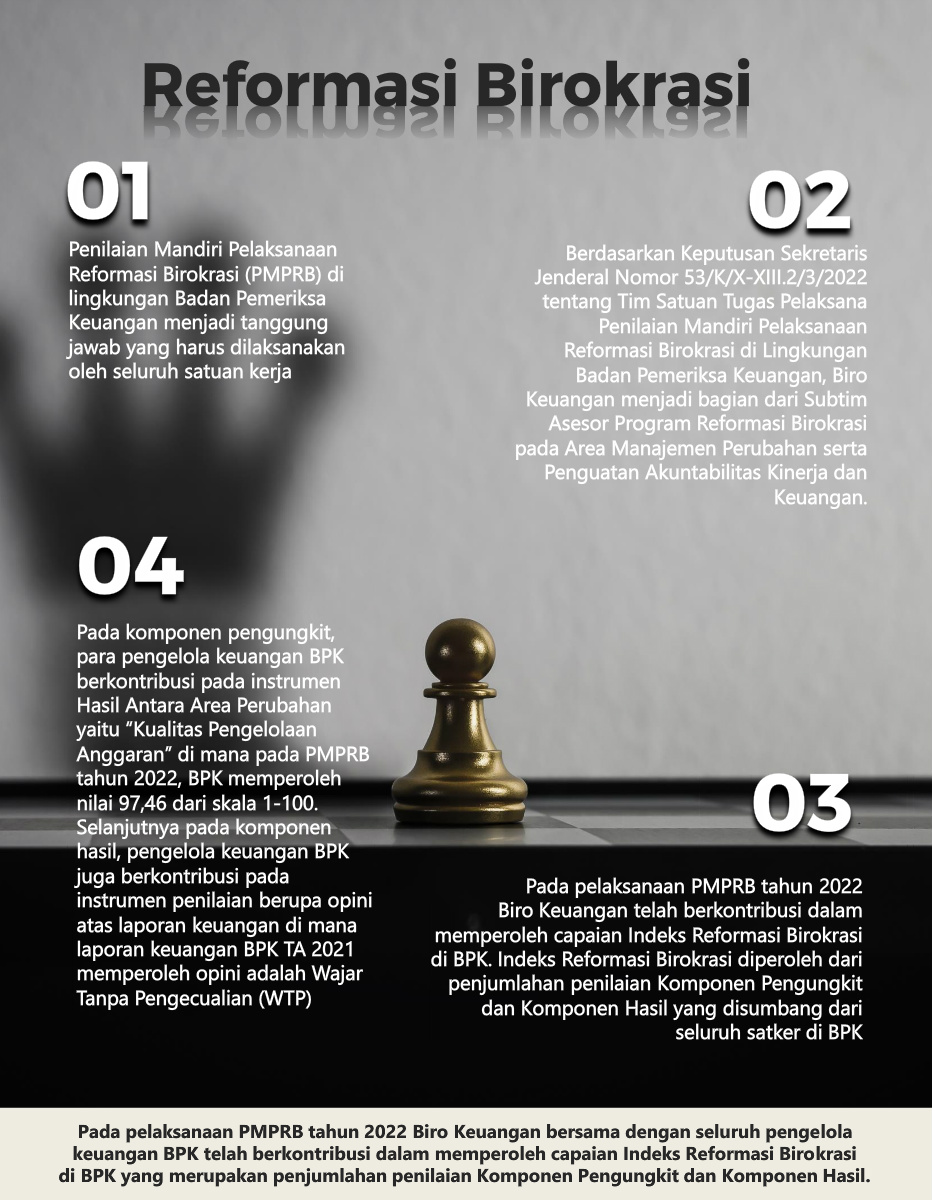 Reformasi Birokrasi
01
Penilaian Mandiri Pelaksanaan
Reformasi Birokrasi (PMPRB) di
lingkungan Badan Pemeriksa
Keuangan menjadi tanggung
jawab yang harus dilaksanakan
oleh seluruh satuan kerja
02
Berdasarkan Keputusan Sekretaris
Jenderal Nomor 53/K/X-XIII.2/3/2022
tentang Tim Satuan Tugas Pelaksana
Penilaian Mandiri Pelaksanaan
Reformasi Birokrasi di Lingkungan
Badan Pemeriksa Keuangan, Biro
Keuangan menjadi bagian dari Subtim
Asesor Program Reformasi Birokrasi
pada Area Manajemen Perubahan serta
Penguatan Akuntabilitas Kinerja dan
Keuangan.
03
Pada pelaksanaan PMPRB tahun 2022
Biro Keuangan telah berkontribusi dalam
memperoleh capaian Indeks Reformasi Birokrasi
di BPK. Indeks Reformasi Birokrasi diperoleh dari
penjumlahan penilaian Komponen Pengungkit
dan Komponen Hasil yang disumbang dari
seluruh satker di BPK
04
Pada komponen pengungkit,
para pengelola keuangan BPK
berkontribusi pada instrumen
Hasil Antara Area Perubahan
yaitu “Kualitas Pengelolaan
Anggaran” di mana pada PMPRB
tahun 2022, BPK memperoleh
nilai 97,46 dari skala 1-100.
Selanjutnya pada komponen
hasil, pengelola keuangan BPK
juga berkontribusi pada
instrumen penilaian berupa opini
atas laporan keuangan di mana
laporan keuangan BPK TA 2021
memperoleh opini adalah Wajar
Tanpa Pengecualian (WTP)
Pada pelaksanaan PMPRB tahun 2022 Biro Keuangan bersama dengan seluruh pengelola
keuangan BPK telah berkontribusi dalam memperoleh capaian Indeks Reformasi Birokrasi
di BPK yang merupakan penjumlahan penilaian Komponen Pengungkit dan Komponen Hasil.